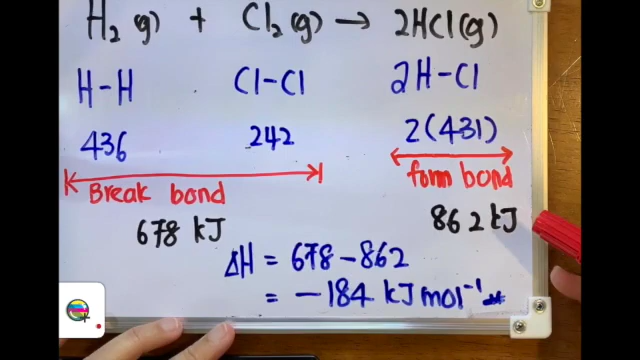 H₂(g) + Cl₂(g) → 2HCl(g)
H-H Cl-Cl 2H-Cl
436 242 2(431)
Break bond form bond
678 kJ 862 kJ
ΔH = 678-862
= -184 kJ mol⁻¹